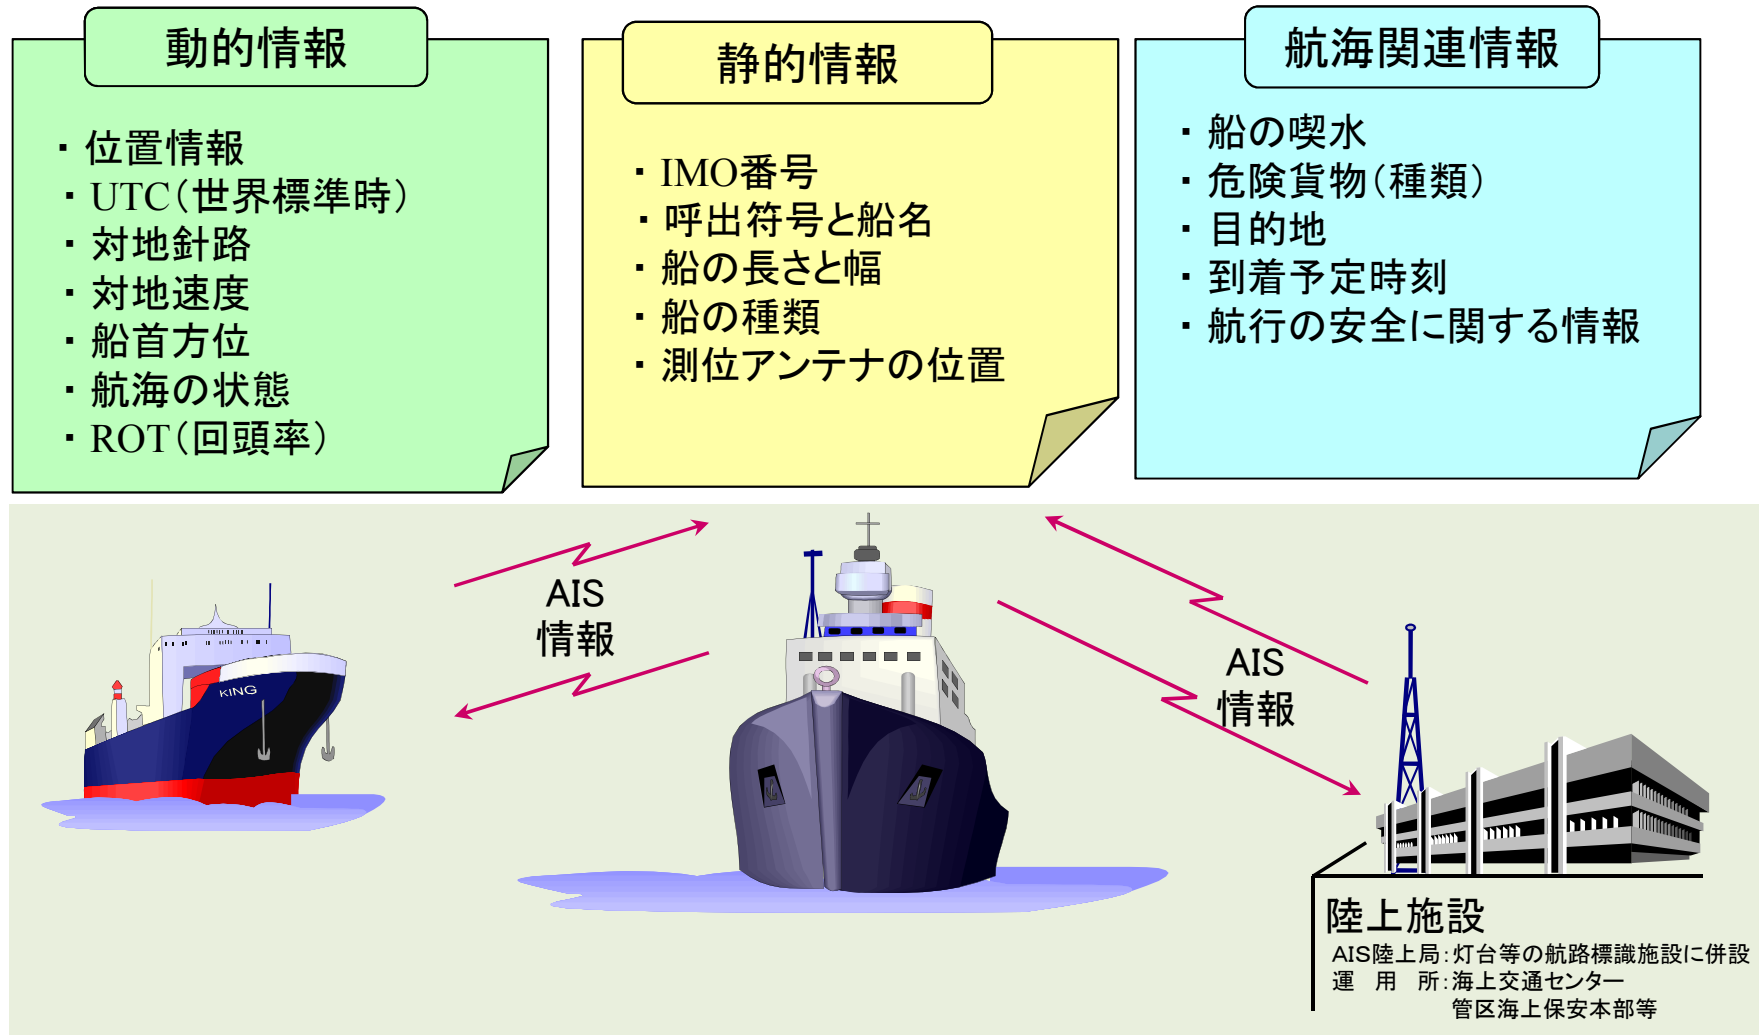 動的情報
・位置情報
・UTC(世界標準時)
・対地針路
・対地速度
・船首方位
・航海の状態
・ROT(回頭率)
静的情報
・IMO番号
・呼出符号と船名
・船の長さと幅
・船の種類
・測位アンテナの位置
航海関連情報
・船の喫水
・危険貨物(種類)
・目的地
・到着予定時刻
・航行の安全に関する情報
AIS
情報
KING
AIS
情報
陸上施設
AIS陸上局:灯台等の航路標識施設に併設
運 用 所:海上交通センター
管区海上保安本部等